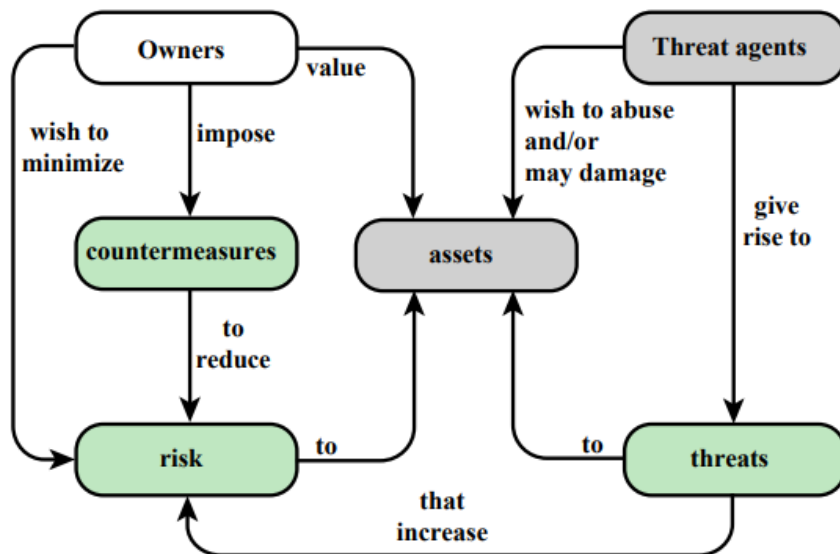 Owners
Threat agents
value
wish to
minimize
impose
wish to abuse
and/or
may damage
give
rise to
countermeasures
assets
to
reduce
risk
to
to
threats
that
increase